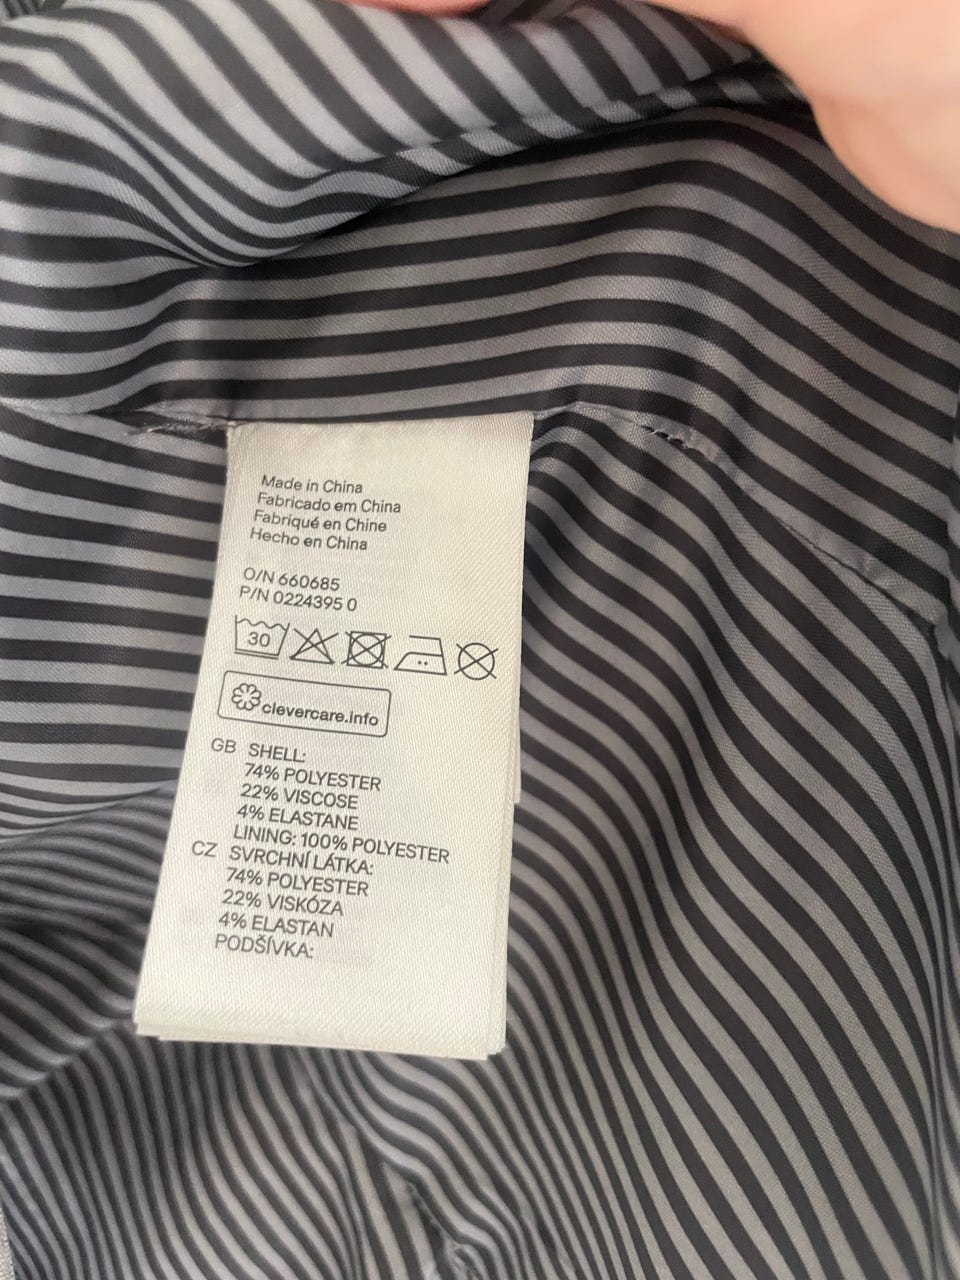 Made in China
Fabricado em China
Fabriqué en Chine
Hecho en China
O/N 660685
P/N 0224395 0
30
clevercare.info
GB SHELL:
74% POLYESTER
22% VISCOSE
4% ELASTANE
LINING: 100% POLYESTER
CZ SVRCHNÍ LÁTKA:
74% POLYESTER
22% VISKÓZA
4% ELASTAN
PODŠÍVKA: